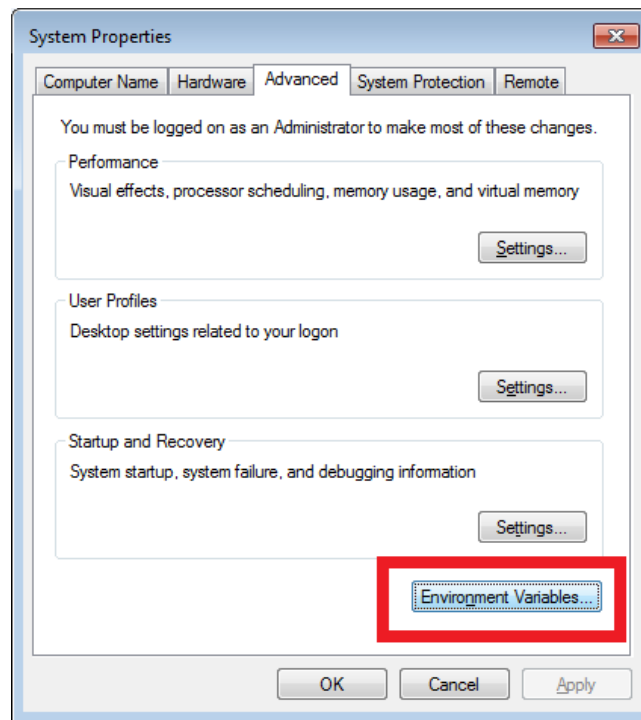 System Properties
Computer Name Hardware Advanced System Protection Remote
You must be logged on as an Administrator to make most of these changes.
Performance
Visual effects, processor scheduling, memory usage, and virtual memory
Settings...
User Profiles
Desktop settings related to your logon
Settings...
Startup and Recovery
System startup, system failure, and debugging information
Settings...
Environment Variables...
OK Cancel Apply